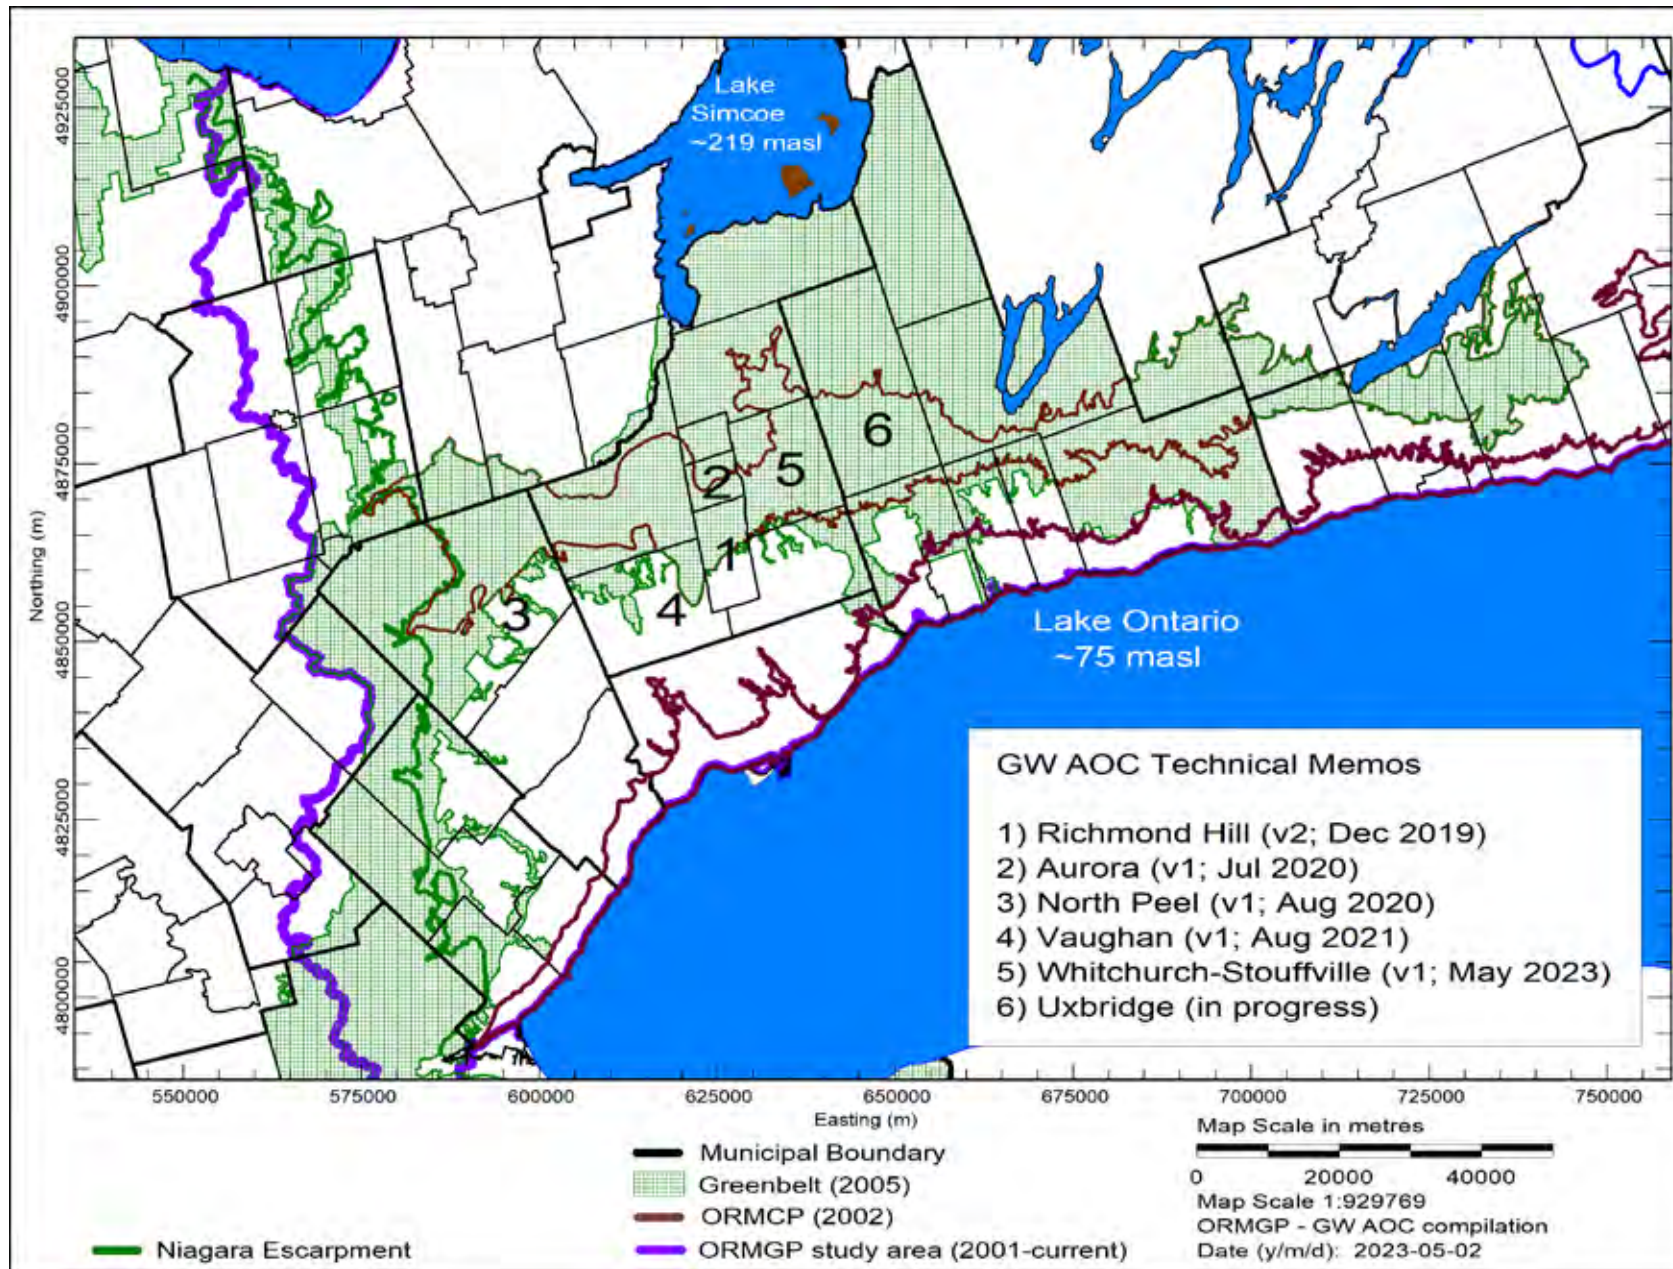 Lake
Simcoe
~219 masl
6
5
2
1
3
4
Lake Ontario
~75 masl
GW AOC Technical Memos
1) Richmond Hill (v2; Dec 2019)
2) Aurora (v1; Jul 2020)
3) North Peel (v1; Aug 2020)
4) Vaughan (v1; Aug 2021)
5) Whitchurch-Stouffville (v1; May 2023)
6) Uxbridge (in progress)
Northing (m)
4925000
4900000
4875000
4850000
4825000
4800000
550000 575000 600000 625000 650000 675000 700000 725000 750000
Easting (m)
Municipal Boundary
Greenbelt (2005)
ORMCP (2002)
Niagara Escarpment
ORMGP study area (2001-current)
Map Scale in metres
0 20000 40000
Map Scale 1:929769
ORMGP - GW AOC compilation
Date (y/m/d): 2023-05-02